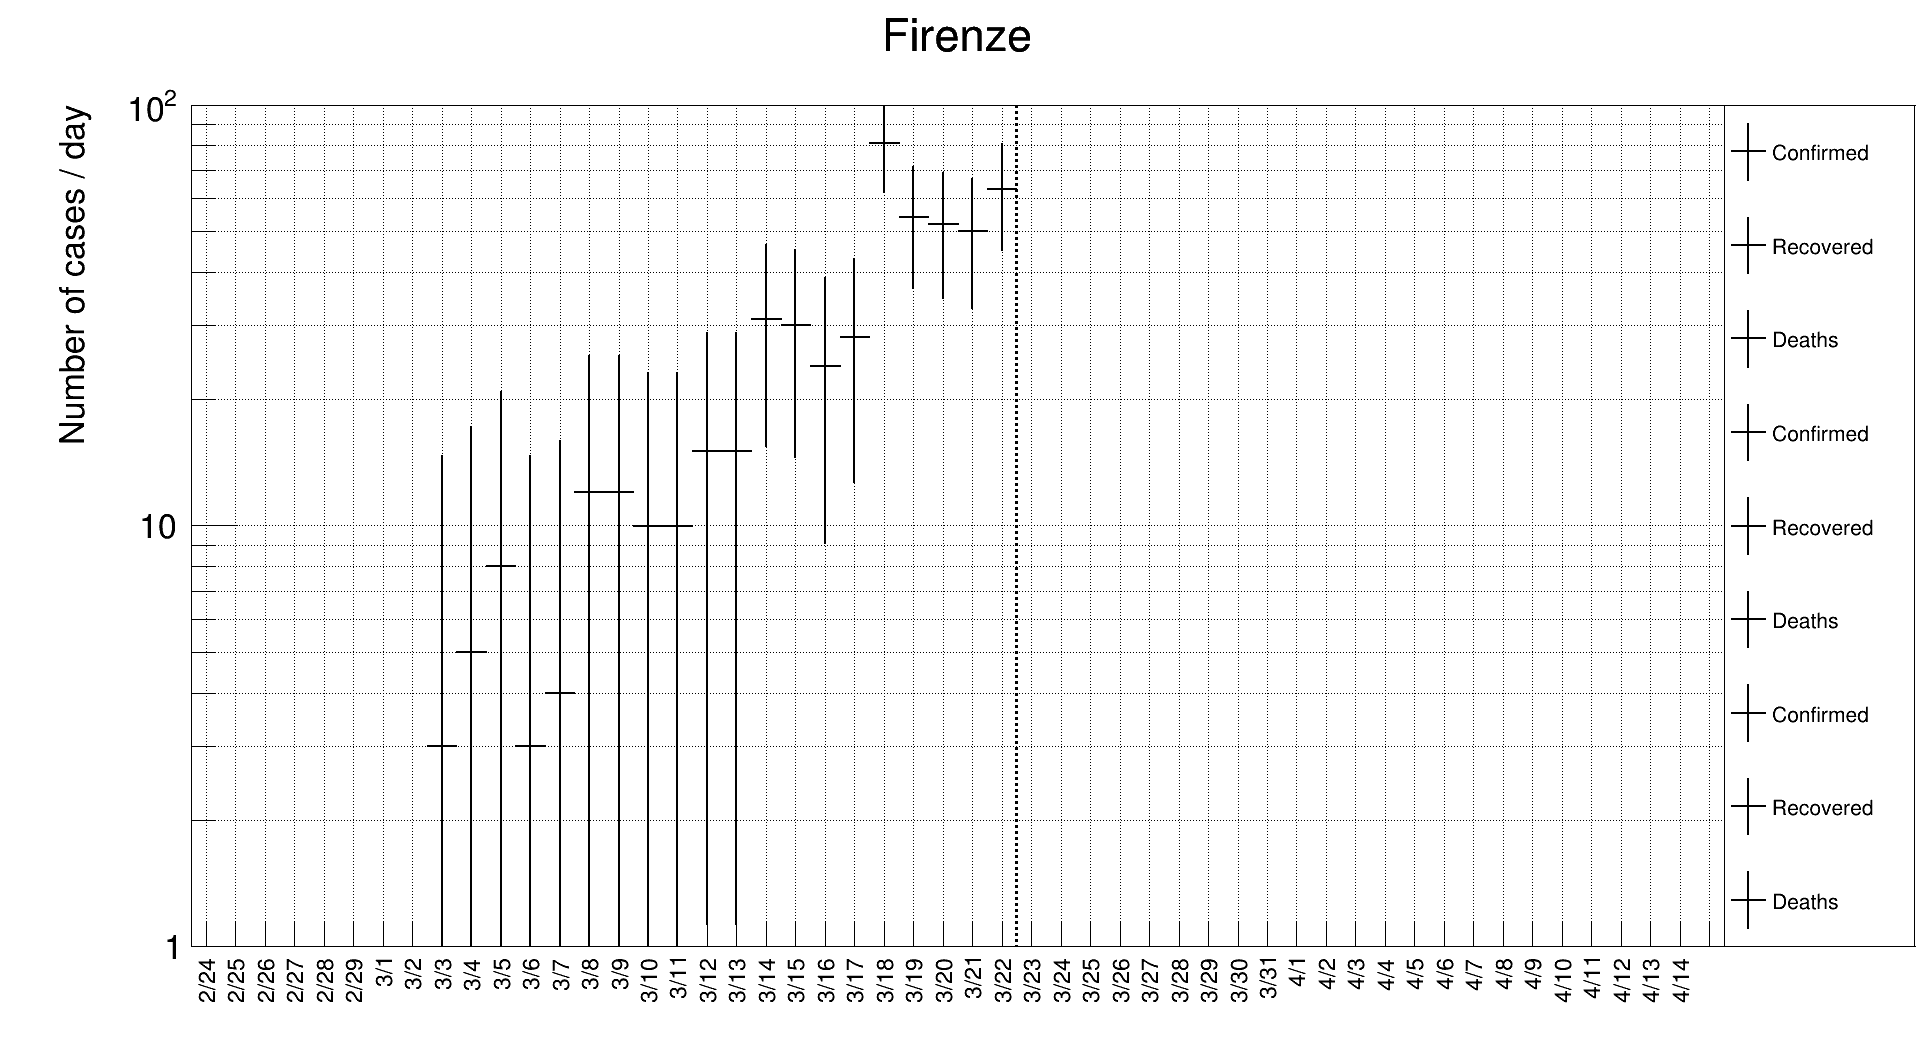 Firenze
Number of cases / day
10²
10
1
2/24 2/25 2/26 2/27 2/28 2/29 3/1 3/2 3/3 3/4 3/5 3/6 3/7 3/8 3/9 3/10 3/11 3/12 3/13 3/14 3/15 3/16 3/17 3/18 3/19 3/20 3/21 3/22 3/23 3/24 3/25 3/26 3/27 3/28 3/29 3/30 3/31 4/1 4/2 4/3 4/4 4/5 4/6 4/7 4/8 4/9 4/10 4/11 4/12 4/13 4/14
Confirmed
Recovered
Deaths
Confirmed
Recovered
Deaths
Confirmed
Recovered
Deaths